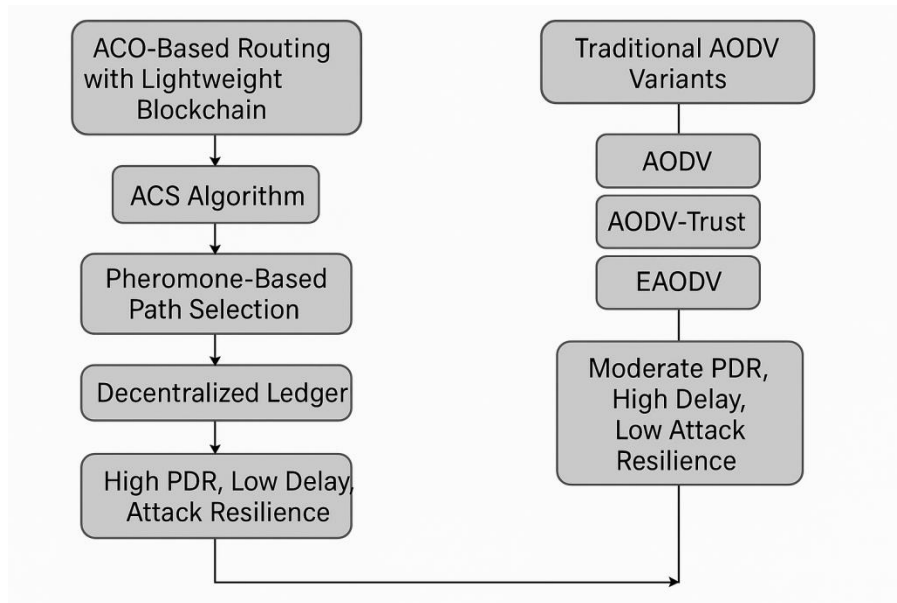 ACO-Based Routing
with Lightweight
Blockchain
ACS Algorithm
Pheromone-Based
Path Selection
Decentralized Ledger
High PDR, Low Delay,
Attack Resilience
Traditional AODV
Variants
AODV
AODV-Trust
EAODV
Moderate PDR,
High Delay,
Low Attack
Resilience